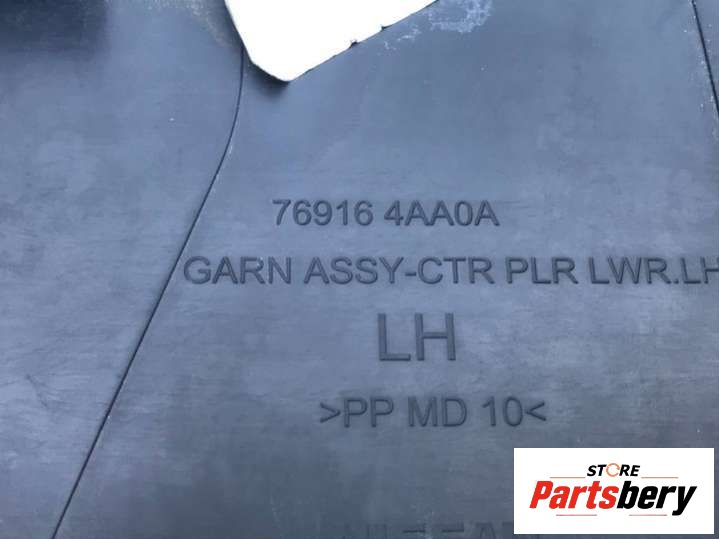 76916 4AA0A
GARN ASSY-CTR PLR LWR.LH
LH
>PP MD 10<
STORE
Partsbery